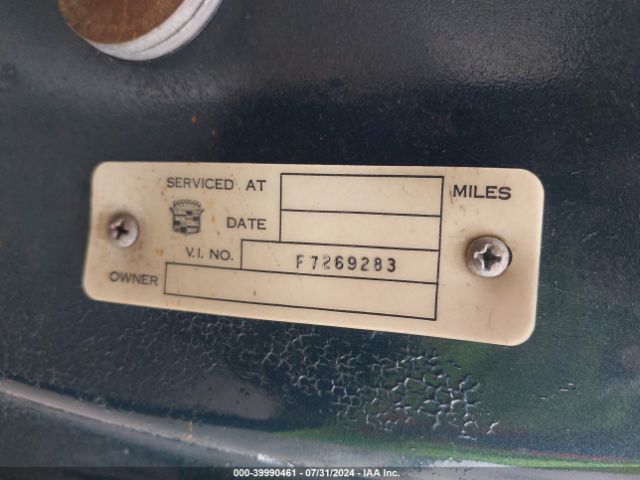 SERVICED AT MILES
DATE
V.I. NO. F7269283
OWNER
000-39990461 - 07/31/2024 - IAA Inc.